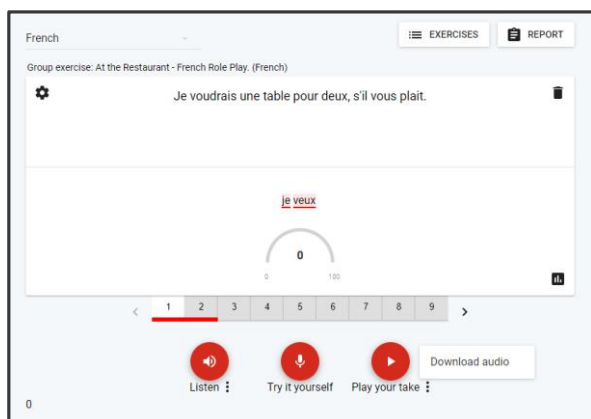 French
EXERCISES
REPORT
Group exercise: At the Restaurant - French Role Play. (French)
Je voudrais une table pour deux, s'il vous plait.
je veux
0
0 100
1 2 3 4 5 6 7 8 9
Download audio
Listen
Try it yourself
Play your take
0